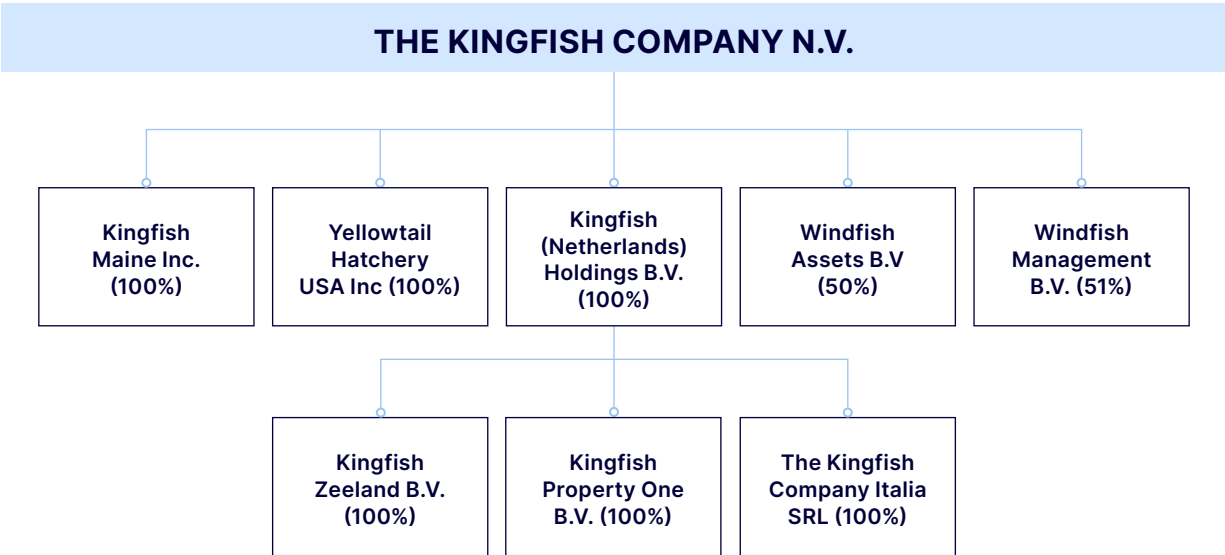 THE KINGFISH COMPANY N.V.
Kingfish
Maine Inc.
(100%)
Yellowtail
Hatchery
USA Inc (100%)
Kingfish
(Netherlands)
Holdings B.V.
(100%)
Windfish
Assets B.V
(50%)
Windfish
Management
B.V. (51%)
Kingfish
Zeeland B.V.
(100%)
Kingfish
Property One
B.V. (100%)
The Kingfish
Company Italia
SRL (100%)